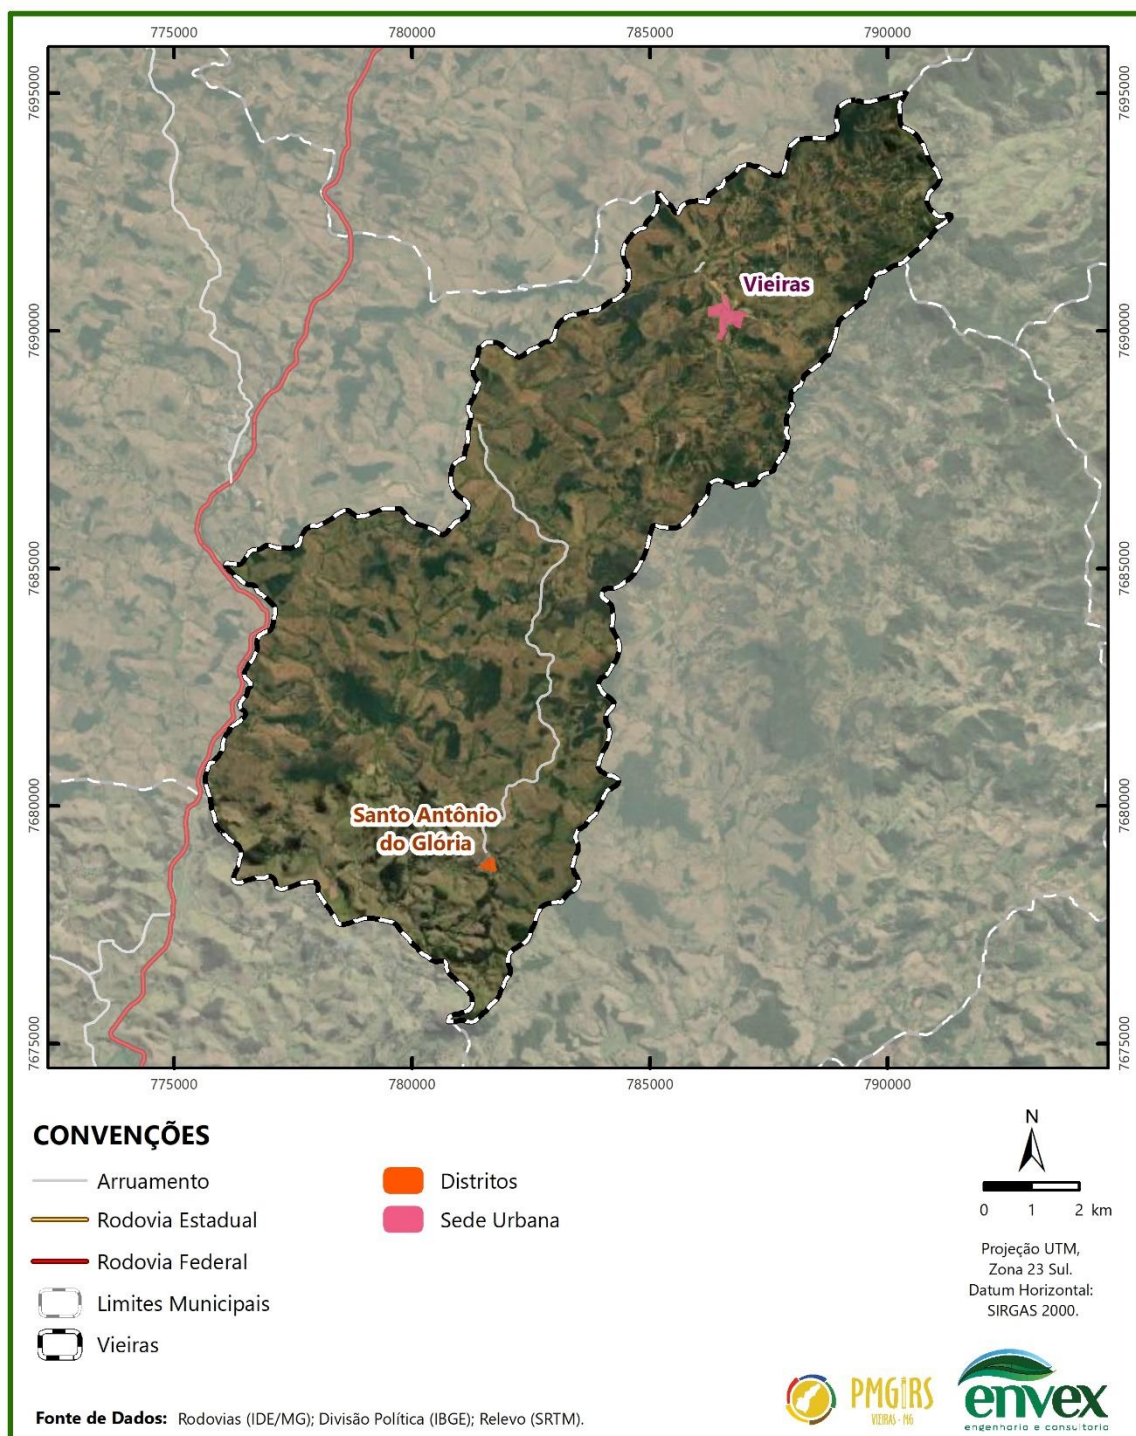 775000
780000
785000
790000
7695000
7695000
Vieiras
7690000
7690000
7685000
7685000
7680000
7680000
Santo Antônio
do Glória
7675000
7675000
775000
780000
785000
790000
CONVENÇÕES
Arruamento
Rodovia Estadual
Rodovia Federal
Limites Municipais
Vieiras
Distritos
Sede Urbana
N
0 1 2 km
Projeção UTM,
Zona 23 Sul.
Datum Horizontal:
SIRGAS 2000.
PMGIRS
VIEIRAS - MG
envex
engenharia e consultoria
Fonte de Dados: Rodovias (IDE/MG); Divisão Política (IBGE); Relevo (SRTM).